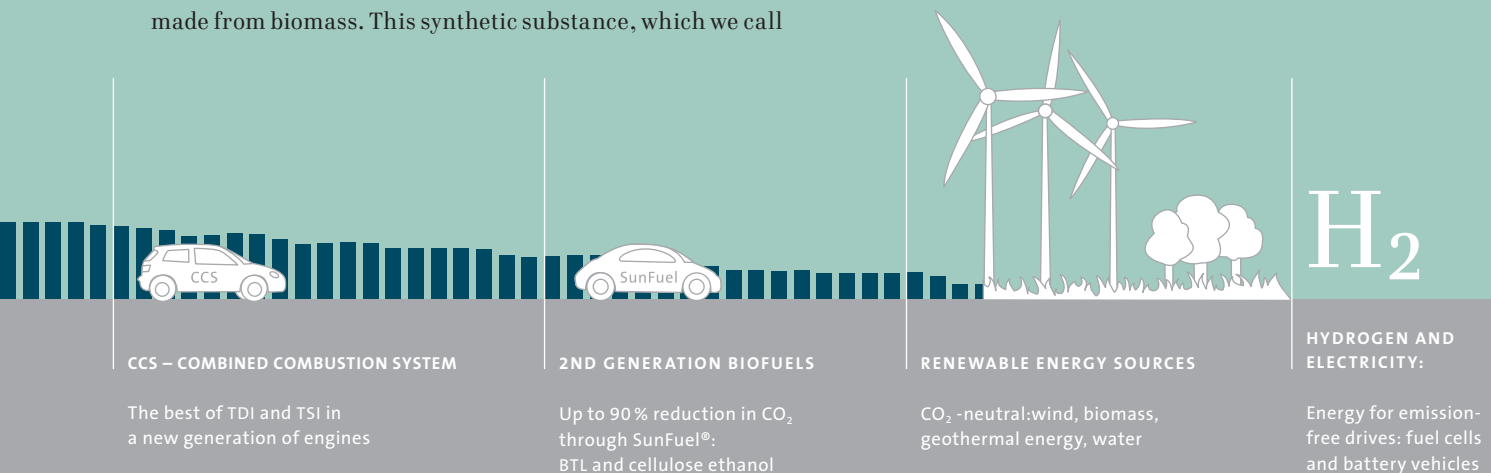 made from biomass. This synthetic substance, which we call
CCS
SunFuel
H₂
CCS – COMBINED COMBUSTION SYSTEM
The best of TDI and TSI in
a new generation of engines
2ND GENERATION BIOFUELS
Up to 90 % reduction in CO₂
through SunFuel®:
BTL and cellulose ethanol
RENEWABLE ENERGY SOURCES
CO₂ -neutral:wind, biomass,
geothermal energy, water
HYDROGEN AND
ELECTRICITY:
Energy for emission-
free drives: fuel cells
and battery vehicles